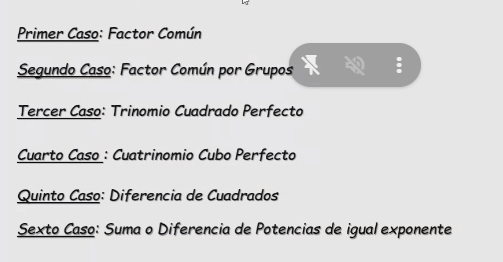 Primer Caso: Factor Común
Segundo Caso: Factor Común por Grupos
Tercer Caso: Trinomio Cuadrado Perfecto
Cuarto Caso : Cuatrinomio Cubo Perfecto
Quinto Caso: Diferencia de Cuadrados
Sexto Caso: Suma o Diferencia de Potencias de igual exponente